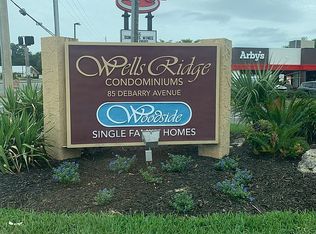 Arby's
Wells Ridge
CONDOMINIUMS
85 DEBARRY AVENUE
Woodside
SINGLE FAMILY HOMES